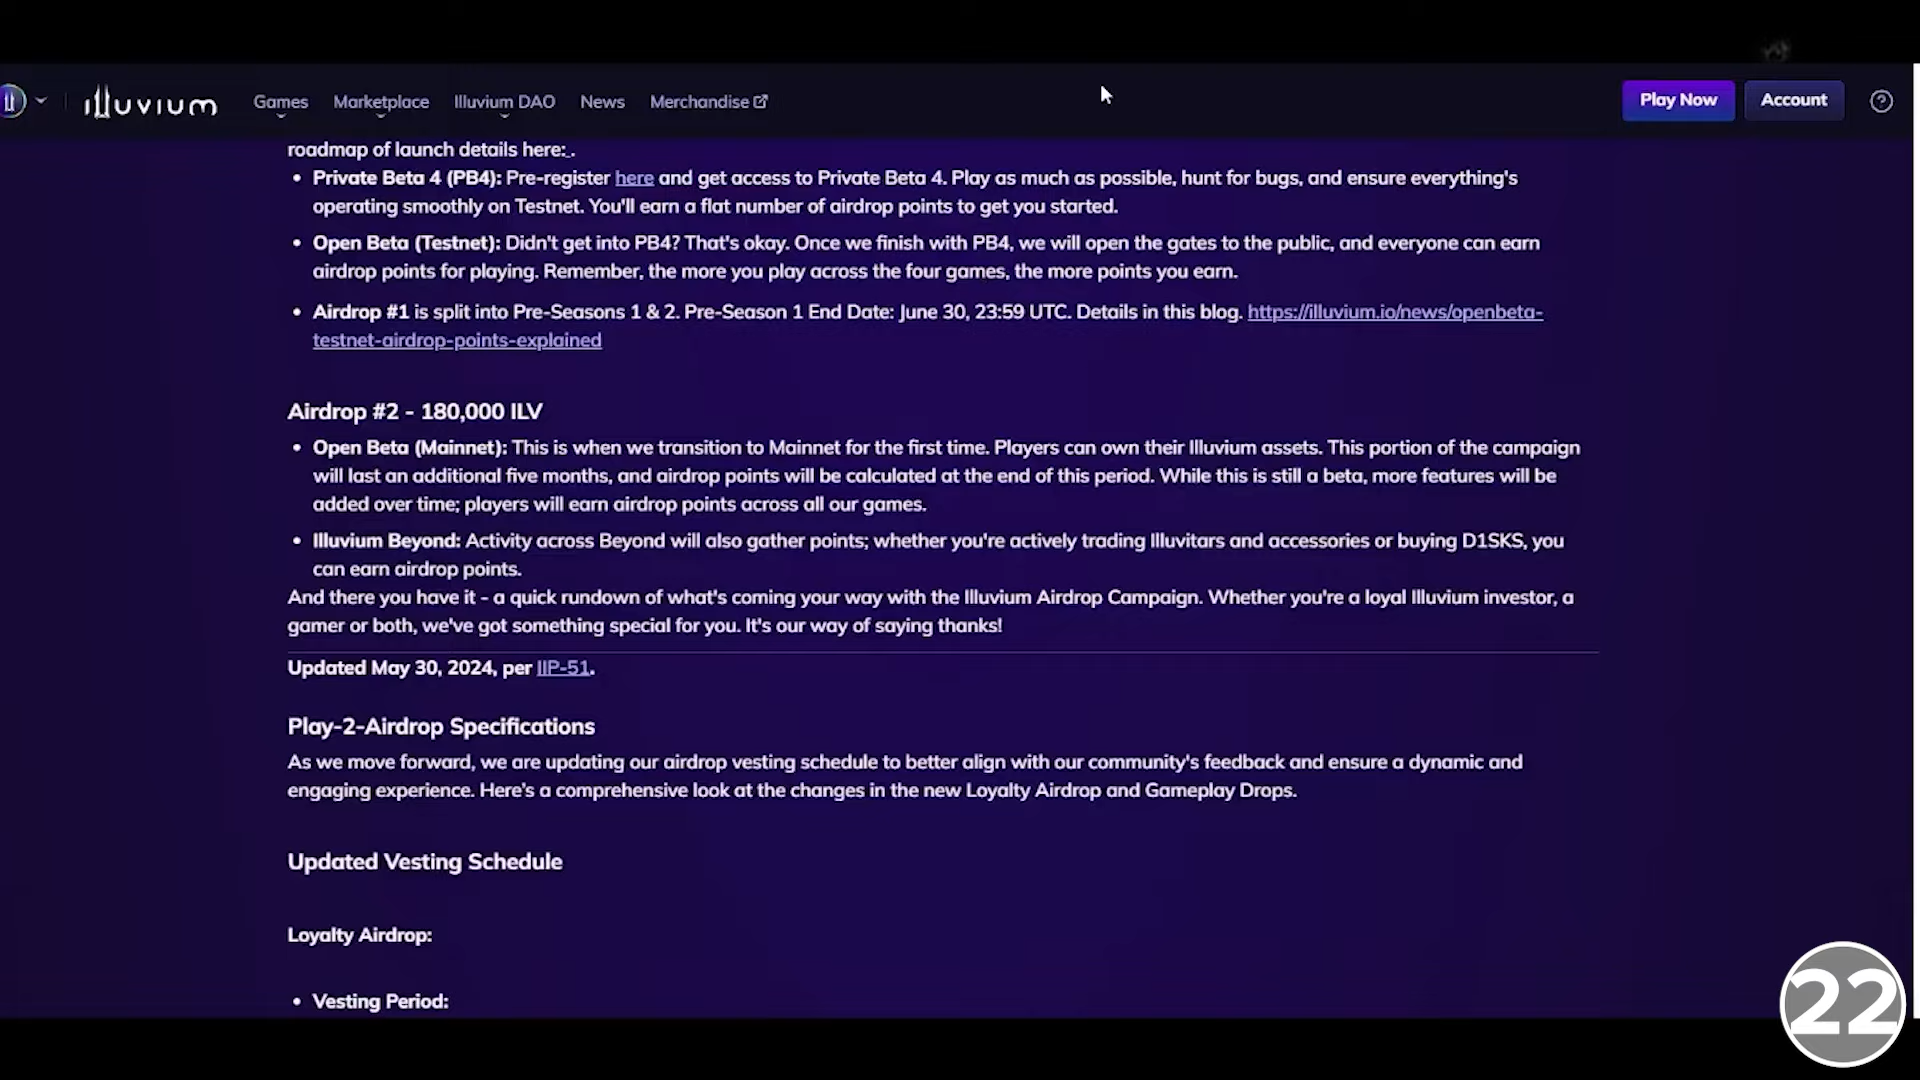 illuvium Games Marketplace Illuvium DAO News Merchandise Play Now Account ?
roadmap of launch details here:_.
• Private Beta 4 (PB4): Pre-register here and get access to Private Beta 4. Play as much as possible, hunt for bugs, and ensure everything's
operating smoothly on Testnet. You'll earn a flat number of airdrop points to get you started.
• Open Beta (Testnet): Didn't get into PB4? That's okay. Once we finish with PB4, we will open the gates to the public, and everyone can earn
airdrop points for playing. Remember, the more you play across the four games, the more points you earn.
• Airdrop #1 is split into Pre-Seasons 1 & 2. Pre-Season 1 End Date: June 30, 23:59 UTC. Details in this blog. https://illuvium.io/news/openbeta-
testnet-airdrop-points-explained
Airdrop #2 - 180,000 ILV
• Open Beta (Mainnet): This is when we transition to Mainnet for the first time. Players can own their Illuvium assets. This portion of the campaign
will last an additional five months, and airdrop points will be calculated at the end of this period. While this is still a beta, more features will be
added over time; players will earn airdrop points across all our games.
• Illuvium Beyond: Activity across Beyond will also gather points; whether you're actively trading Illuvitars and accessories or buying D1SKS, you
can earn airdrop points.
And there you have it - a quick rundown of what's coming your way with the Illuvium Airdrop Campaign. Whether you're a loyal Illuvium investor, a
gamer or both, we've got something special for you. It's our way of saying thanks!
Updated May 30, 2024, per IIP-51.
Play-2-Airdrop Specifications
As we move forward, we are updating our airdrop vesting schedule to better align with our community's feedback and ensure a dynamic and
engaging experience. Here's a comprehensive look at the changes in the new Loyalty Airdrop and Gameplay Drops.
Updated Vesting Schedule
Loyalty Airdrop:
• Vesting Period:
22